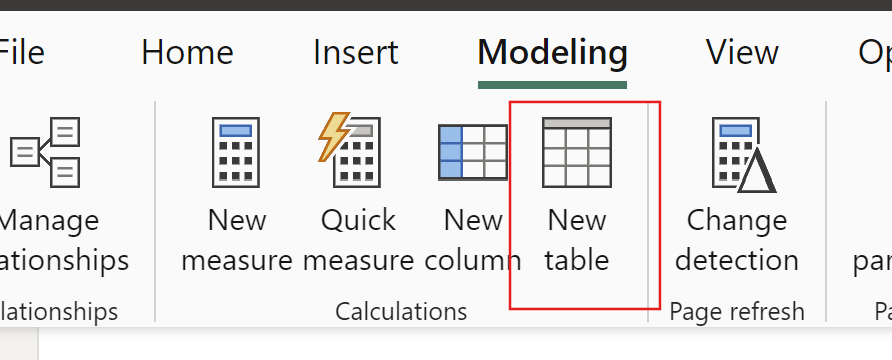 File Home Insert Modeling View Op
Manage New Quick New New Change
ationships measure measure column table detection par
lationships Calculations Page refresh Pa